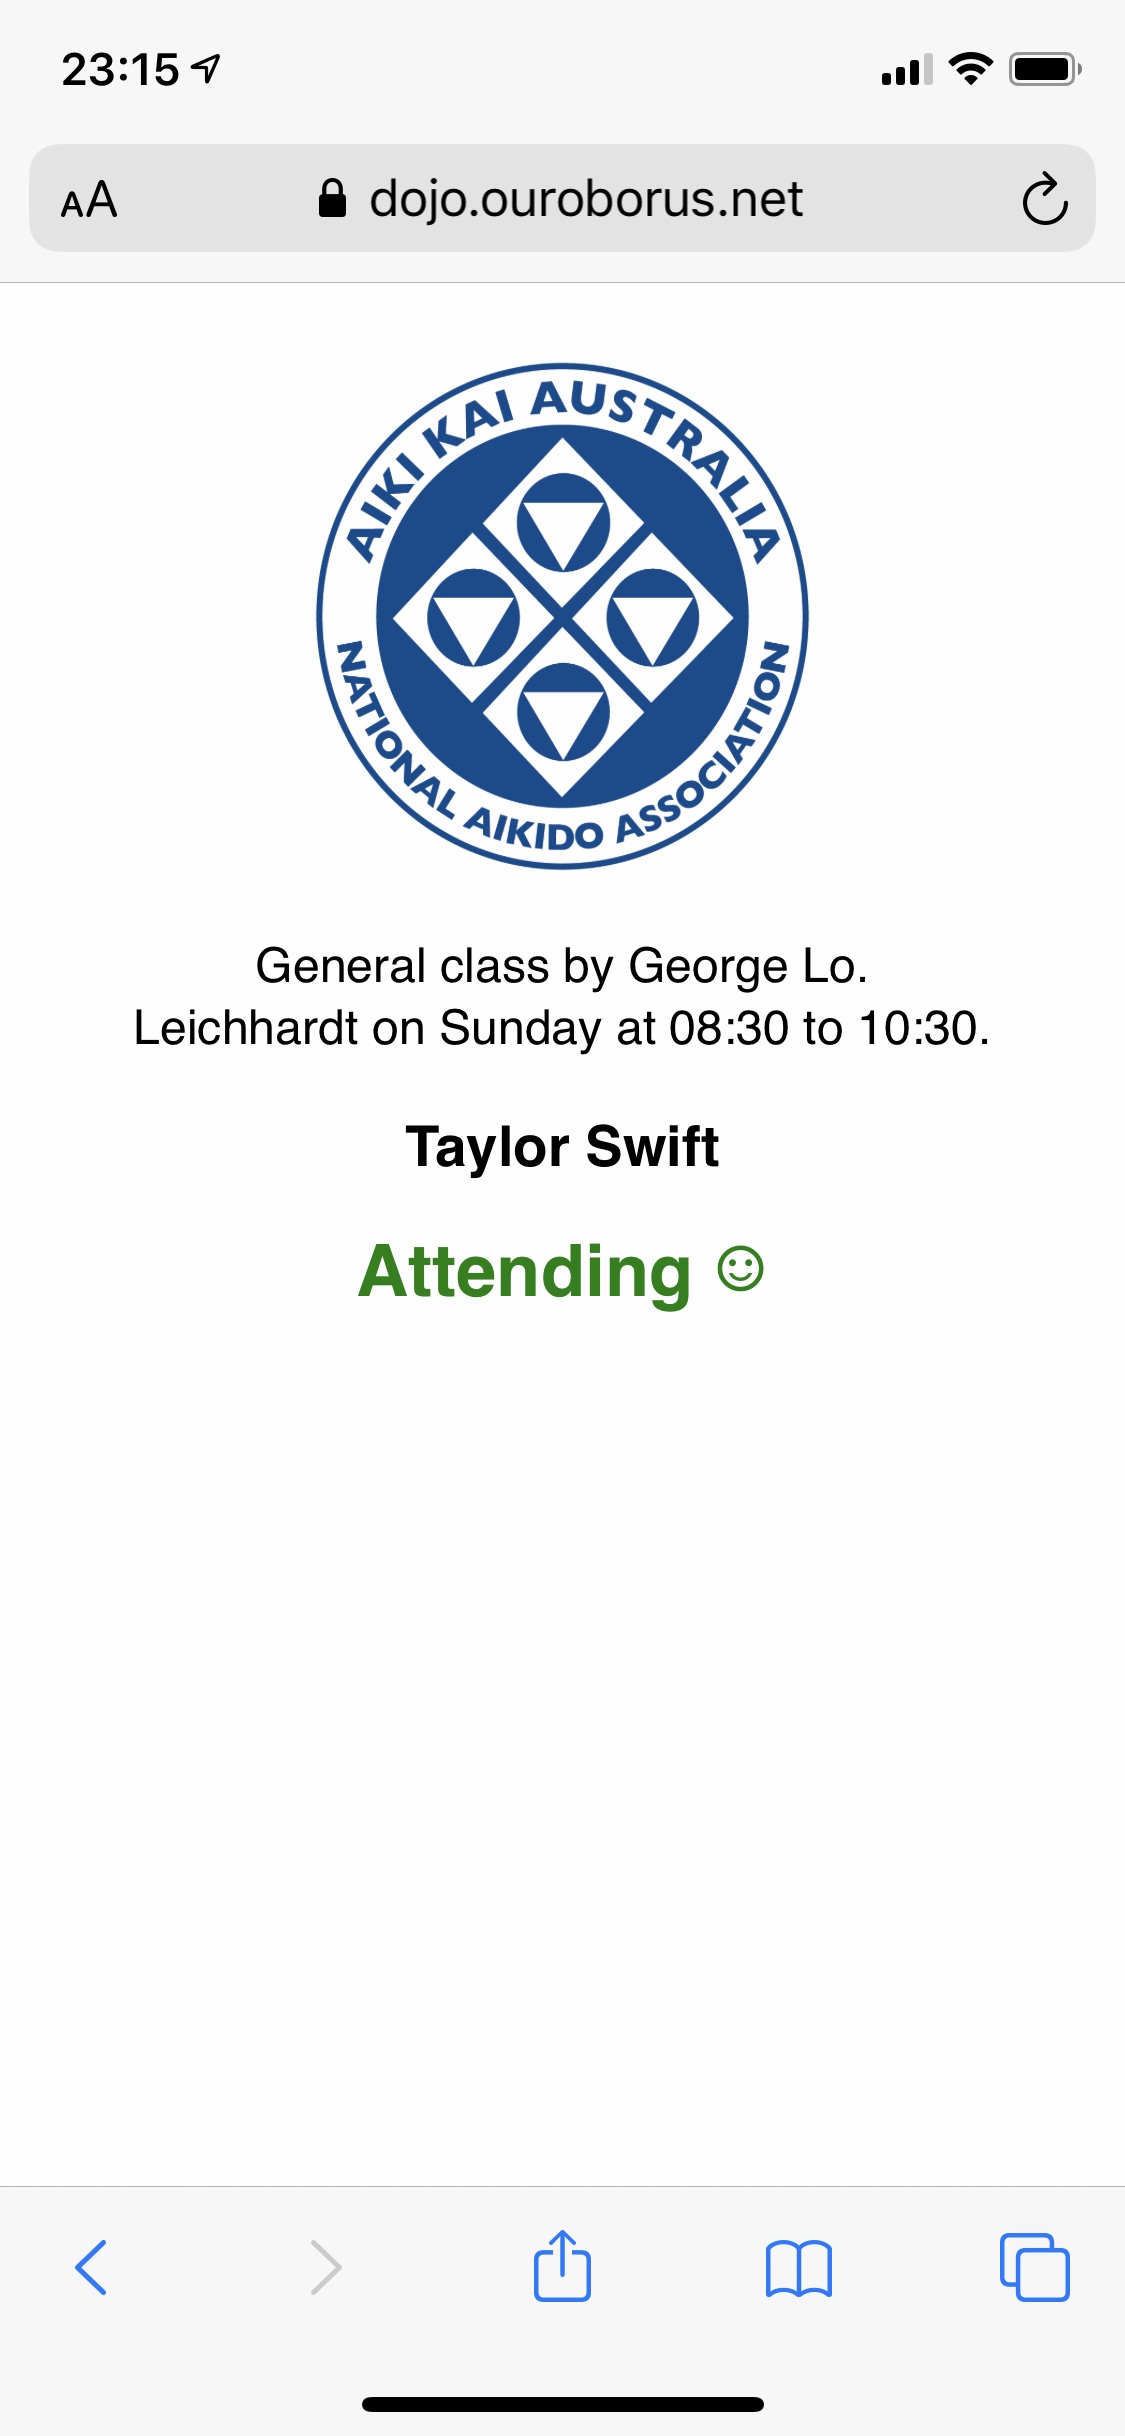 23:15
AA
dojo.ouroborus.net
AIKI KAI AUSTRALIA
NATIONAL AIKIDO ASSOCIATION
General class by George Lo.
Leichhardt on Sunday at 08:30 to 10:30.
Taylor Swift
Attending ☺